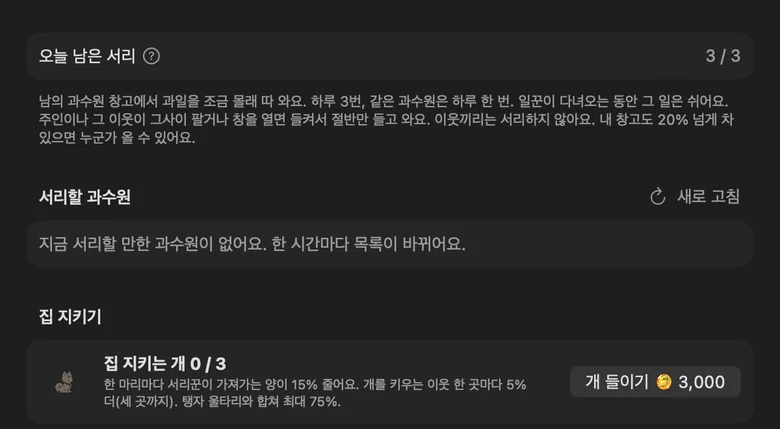 오늘 남은 서리 ?
3 / 3
남의 과수원 창고에서 과일을 조금 몰래 따 와요. 하루 3번, 같은 과수원은 하루 한 번. 일꾼이 다녀오는 동안 그 일은 쉬어요.
주인이나 그 이웃이 그사이 팔거나 창을 열면 들켜서 절반만 들고 와요. 이웃끼리는 서리하지 않아요. 내 창고도 20% 넘게 차
있으면 누군가 올 수 있어요.
서리할 과수원
새로 고침
지금 서리할 만한 과수원이 없어요. 한 시간마다 목록이 바뀌어요.
집 지키기
집 지키는 개 0 / 3
한 마리마다 서리꾼이 가져가는 양이 15% 줄어요. 개를 키우는 이웃 한 곳마다 5%
더(세 곳까지). 탱자 울타리와 합쳐 최대 75%.
개 들이기 3,000